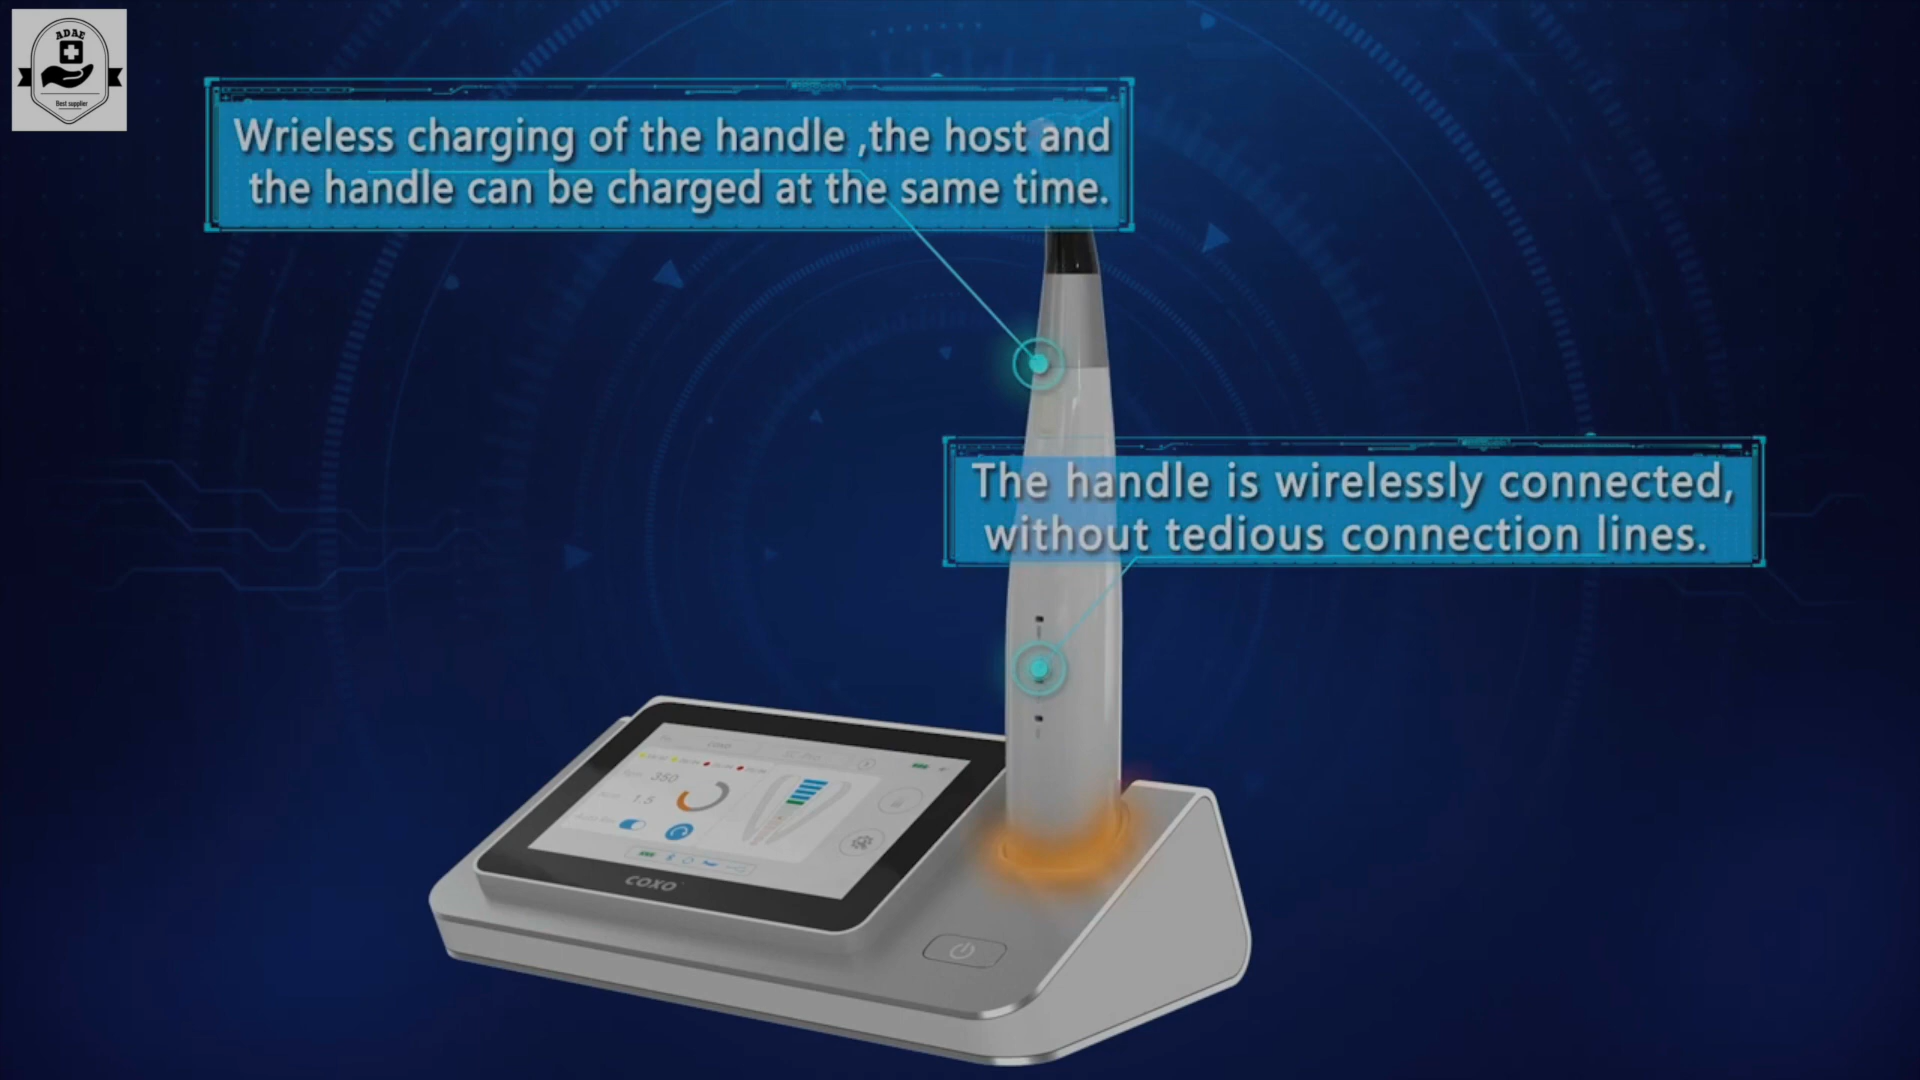 ADAE
Best supplier
Wrieless charging of the handle ,the host and
the handle can be charged at the same time.
The handle is wirelessly connected,
without tedious connection lines.
coxo
350
1.5
COXO